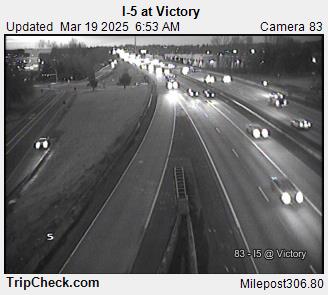 I-5 at Victory
Updated Mar 19 2025 6:53 AM Camera 83
S
83 - I5 @ Victory
TripCheck.com Milepost306.80